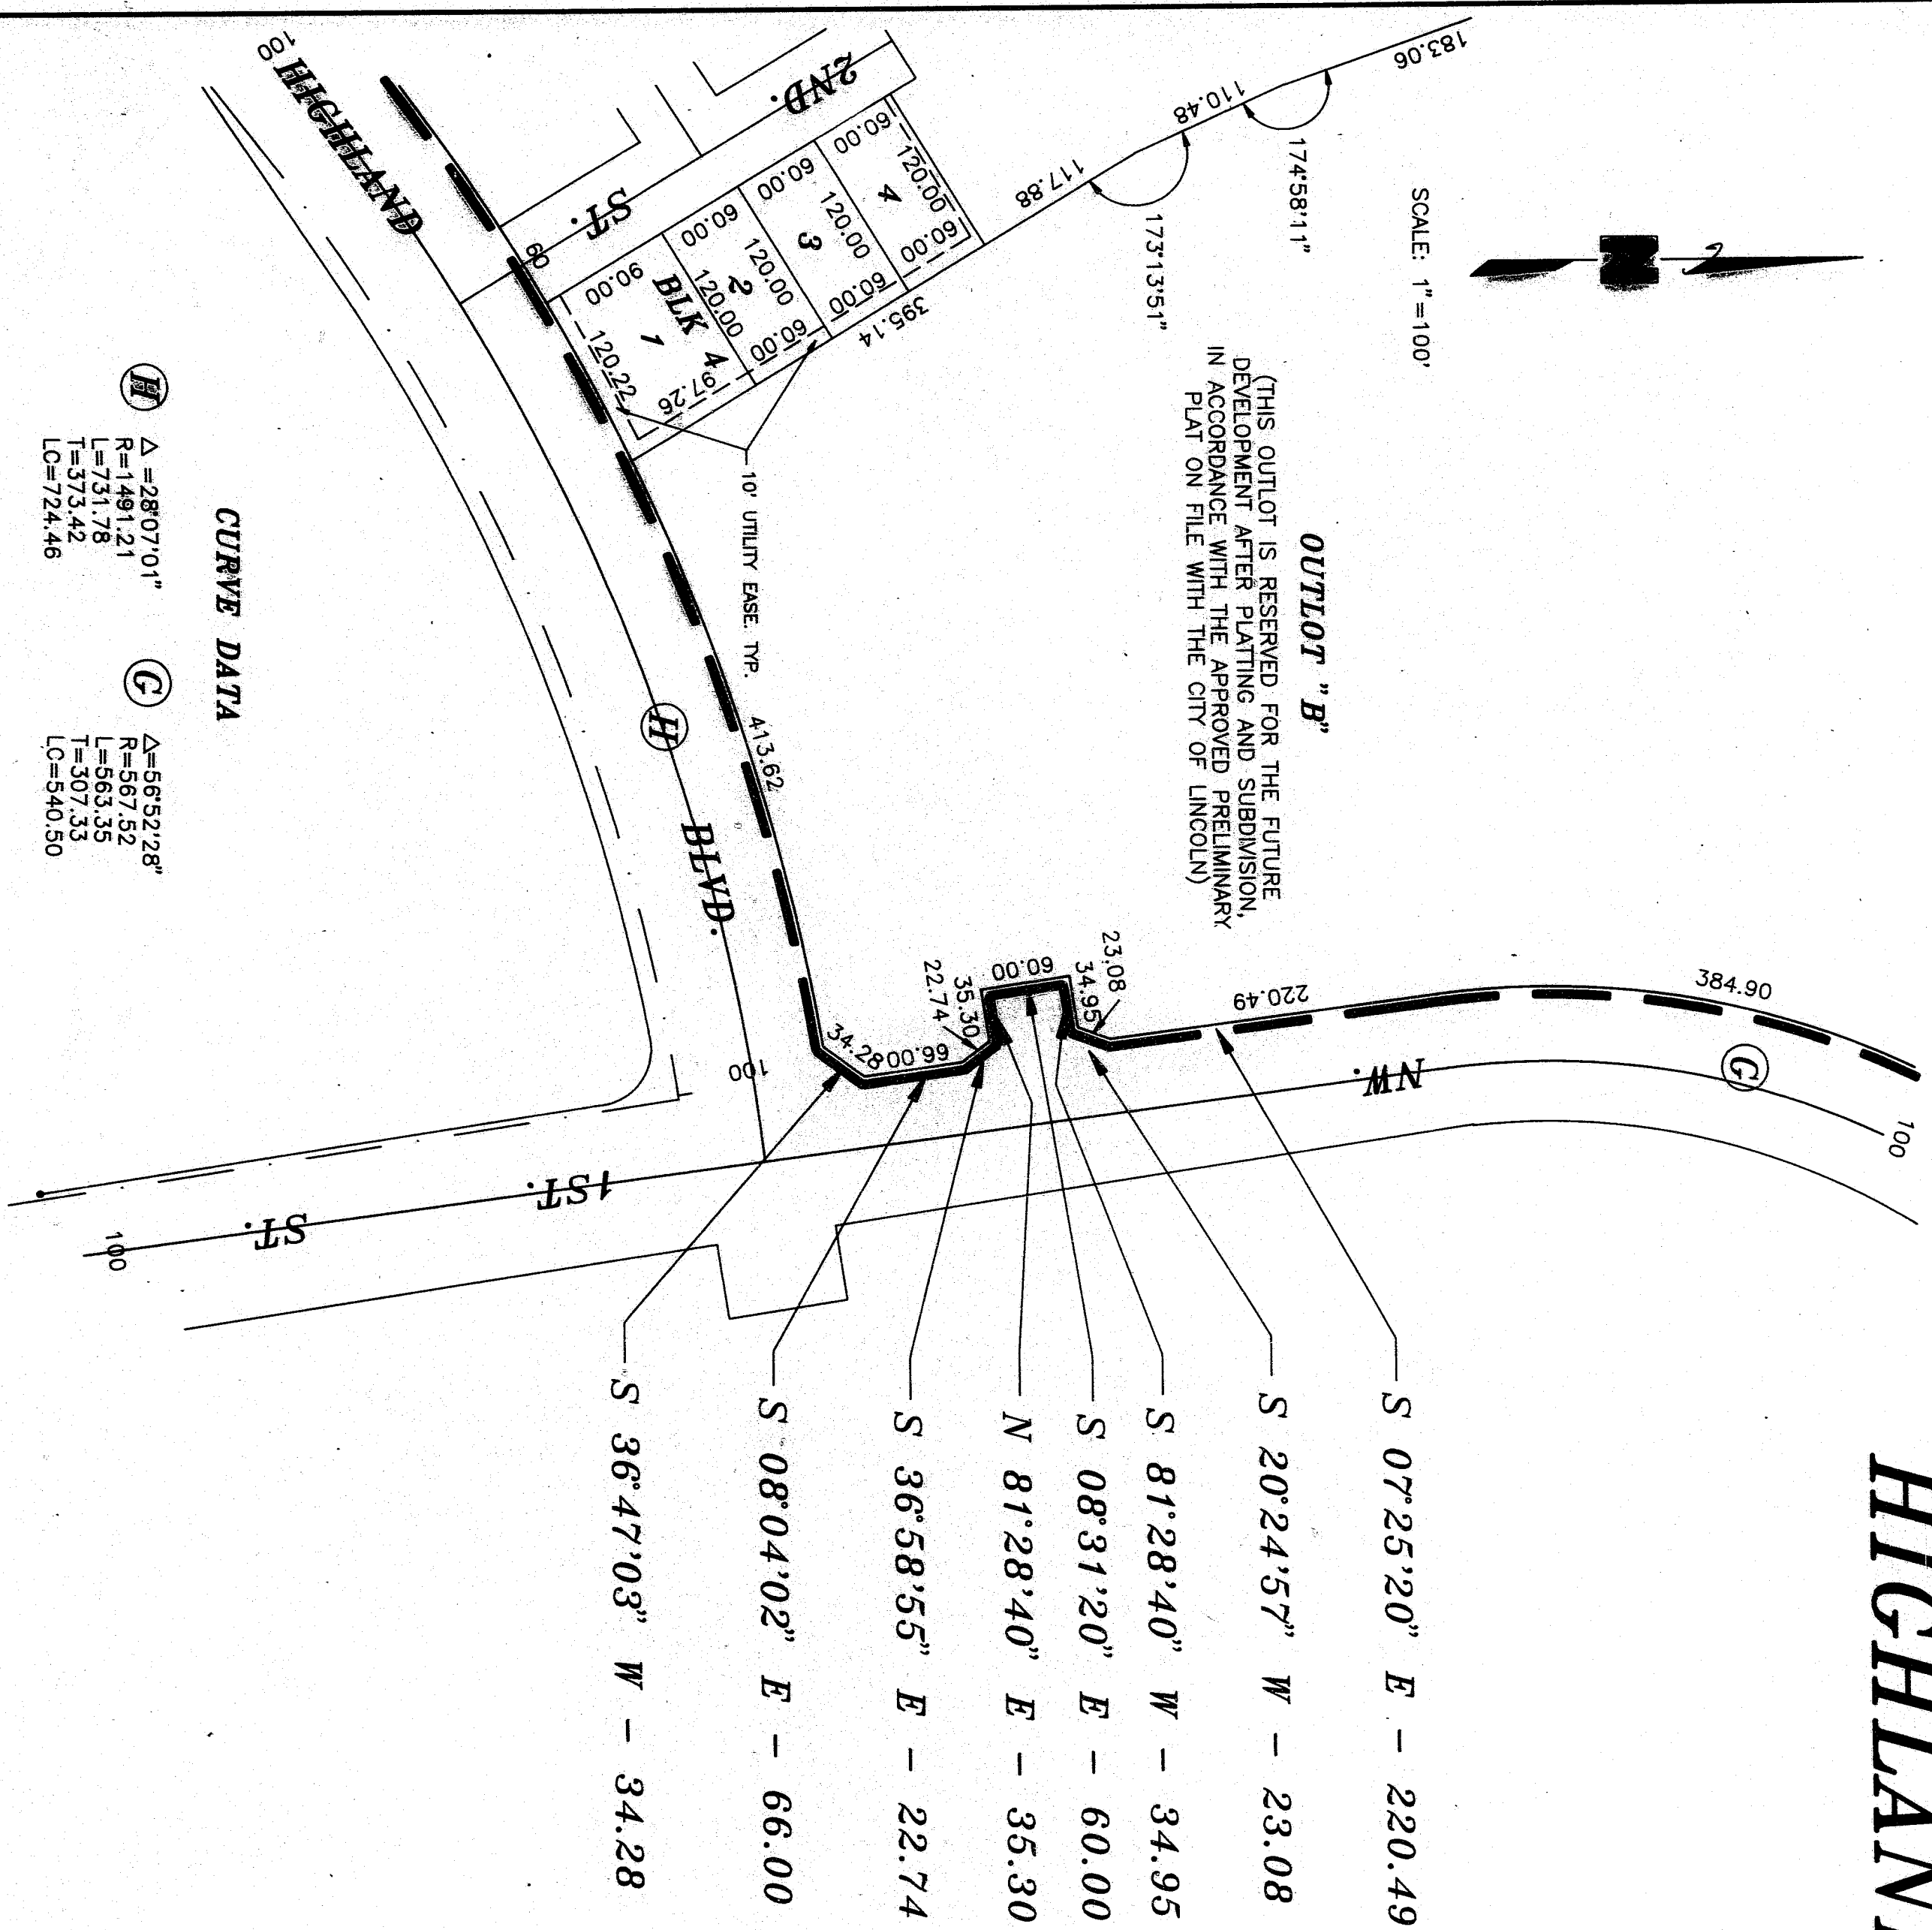 HIGHLAN
SCALE: 1"=100'
183.06
110.48
174°58'11"
117.88
173°13'51"
395.14
OUTLOT "B"
(THIS OUTLOT IS RESERVED FOR THE FUTURE
DEVELOPMENT AFTER PLATTING AND SUBDIVISION,
IN ACCORDANCE WITH THE APPROVED PRELIMINARY
PLAT ON FILE WITH THE CITY OF LINCOLN)
2ND.
ST.
60
60.00
120.00
4
60.00
60.00
120.00
3
60.00
60.00
120.00
2
120.00
60.00
BLK 4
90.00
1
97.26
120.22
10' UTILITY EASE. TYP.
100
HIGHLAND
H
BLVD.
413.62
100
384.90
G
100
NW.
220.49
23.08
34.95
60.00
35.30
22.74
66.00
34.28
1ST.
ST.
100
S 07°25'20" E - 220.49
S 20°24'57" W - 23.08
S 81°28'40" W - 34.95
S 08°31'20" E - 60.00
N 81°28'40" E - 35.30
S 36°58'55" E - 22.74
S 08°04'02" E - 66.00
S 36°47'03" W - 34.28
CURVE DATA
H
Δ =28°07'01"
R=1491.21
L=731.78
T=373.42
LC=724.46
G
Δ=56°52'28"
R=567.52
L=563.35
T=307.33
LC=540.50